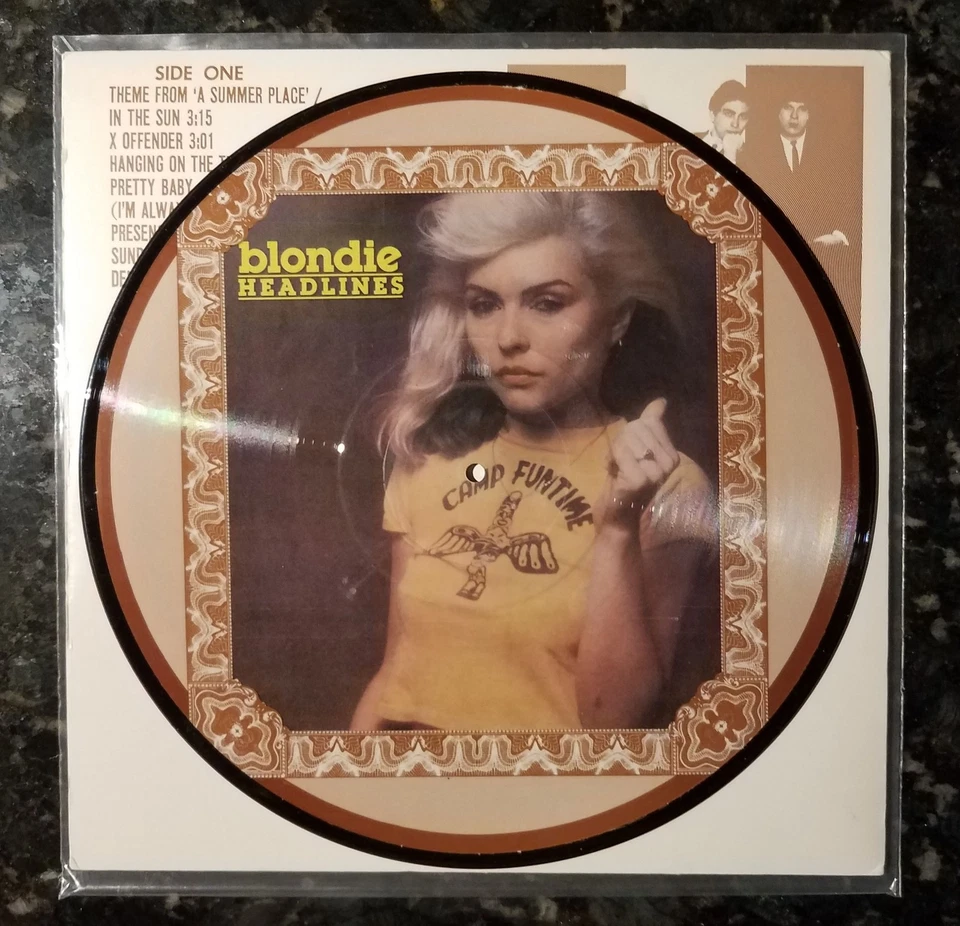 SIDE ONE
THEME FROM 'A SUMMER PLACE' /
IN THE SUN 3:15
X OFFENDER 3:01
HANGING ON THE
PRETTY BABY
(I'M
blondie
HEADLINES
CAMP FUNTIME